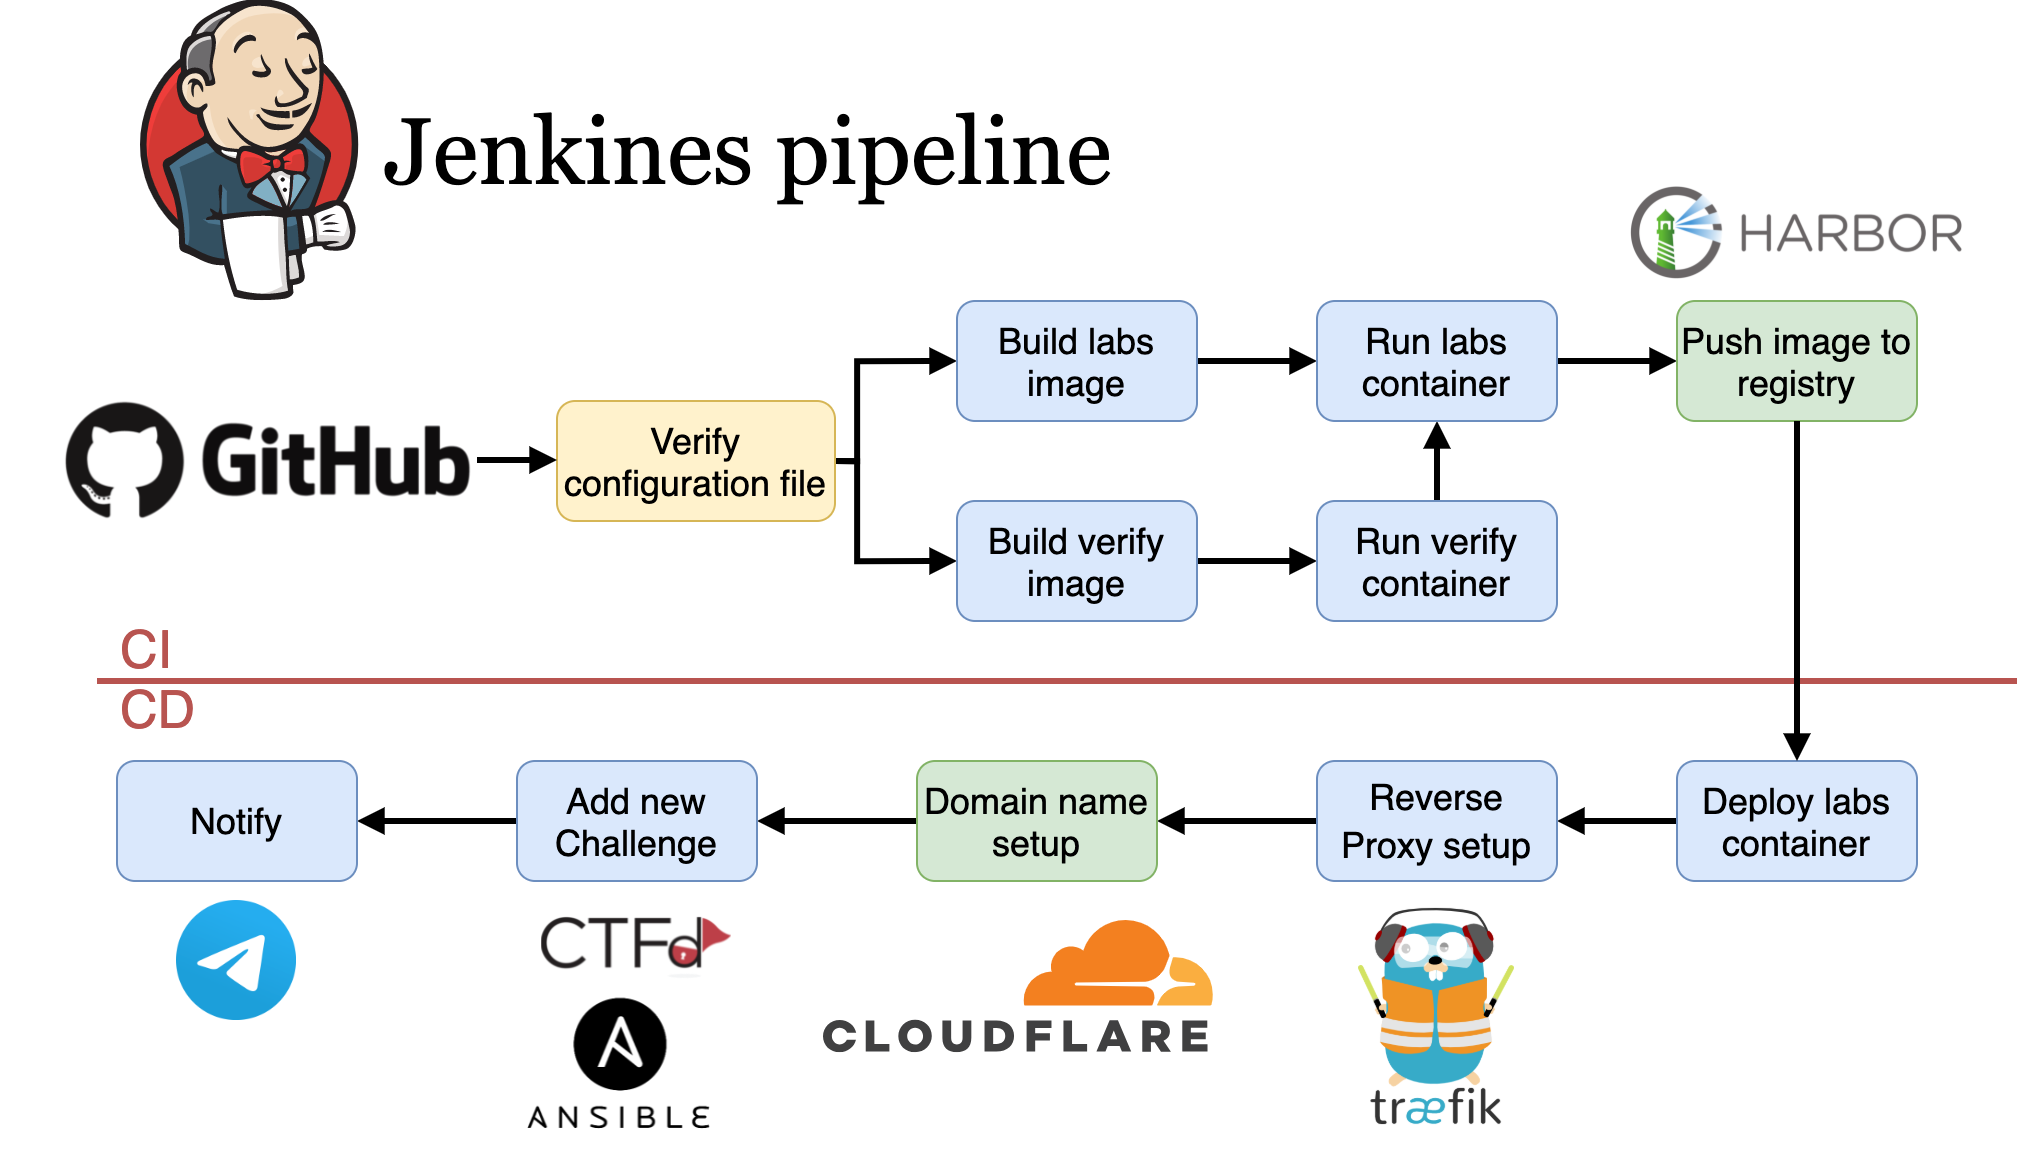 Jenkines pipeline
HARBOR
Build labs
image
Run labs
container
Push image to
registry
GitHub
Verify
configuration file
Build verify
image
Run verify
container
CI
CD
Notify
Add new
Challenge
Domain name
setup
Reverse
Proxy setup
Deploy labs
container
CTFd
ANSIBLE
CLOUDFLARE
træfik